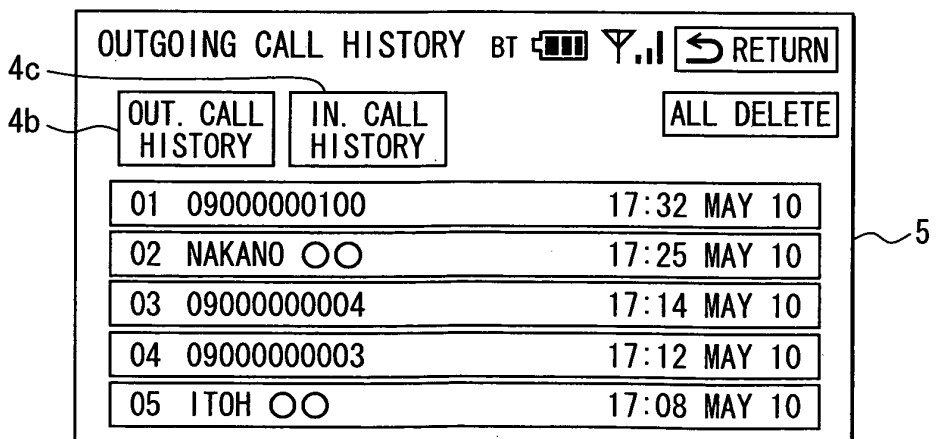 OUTGOING CALL HISTORY BT RETURN
4c
4b
OUT. CALL HISTORY
IN. CALL HISTORY
ALL DELETE
01 09000000100 17:32 MAY 10
02 NAKANO ○○ 17:25 MAY 10
5
03 09000000004 17:14 MAY 10
04 09000000003 17:12 MAY 10
05 ITOH ○○ 17:08 MAY 10